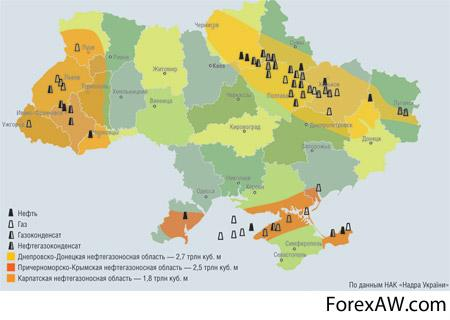 Чернигов
Сумы
Луцк
Ровно
Житомир
Киев
Львов
Харьков
Тернополь
Полтава
Хмельницкий
Луганск
Винница
Черкассы
Ивано-Франковск
Ужгород
Черновцы
Кировоград
Днепропетровск
Донецк
Запорожье
Николаев
Одесса
Херсон
Симферополь
Нефть
Газ
Газоконденсат
Нефтегазоконденсат
Днепровско-Донецкая нефтегазоносная область — 2,7 трлн куб. м
Причерноморско-Крымская нефтегазоносная область — 2,5 трлн куб. м
Карпатская нефтегазоносная область — 1,8 трлн куб. м
По данным НАК «Надра України»
ForexAW.com